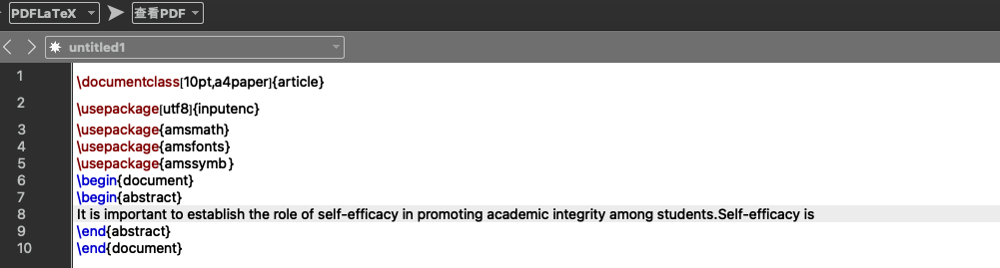 PDFLaTeX 查看PDF
untitled1
1 \documentclass[10pt,a4paper]{article}
2 \usepackage[utf8]{inputenc}
3 \usepackage{amsmath}
4 \usepackage{amsfonts}
5 \usepackage{amssymb}
6 \begin{document}
7 \begin{abstract}
8 It is important to establish the role of self-efficacy in promoting academic integrity among students.Self-efficacy is
9 \end{abstract}
10 \end{document}